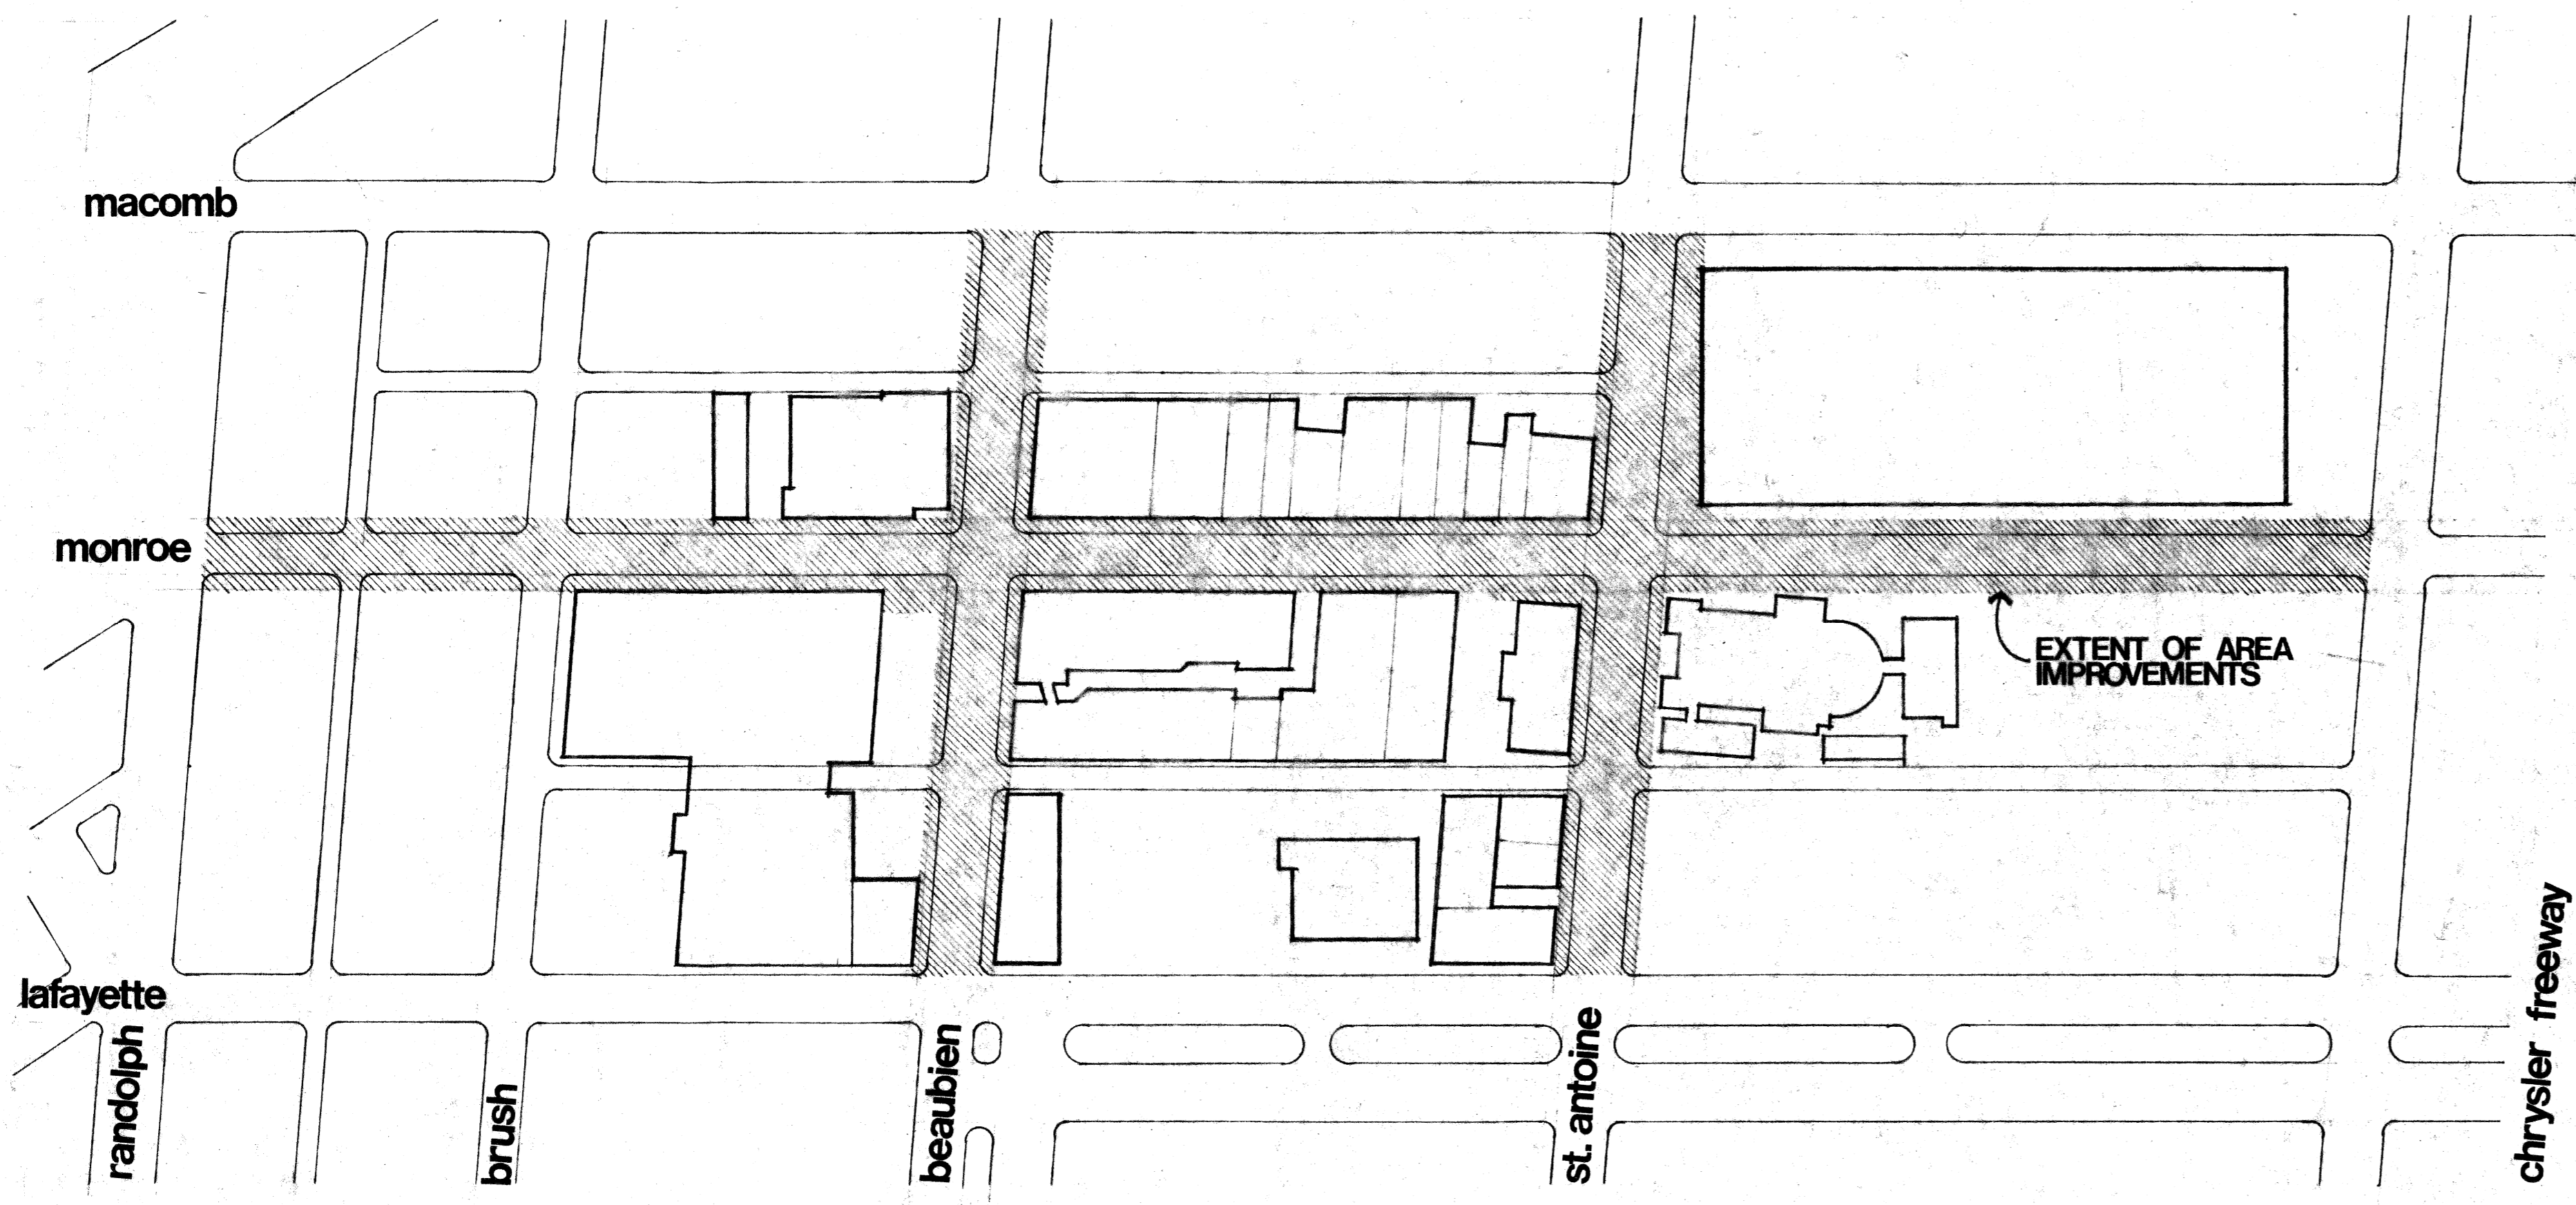 macomb
monroe
EXTENT OF AREA
IMPROVEMENTS
lafayette
randolph
brush
beaubien
st. antoine
chrysler freeway